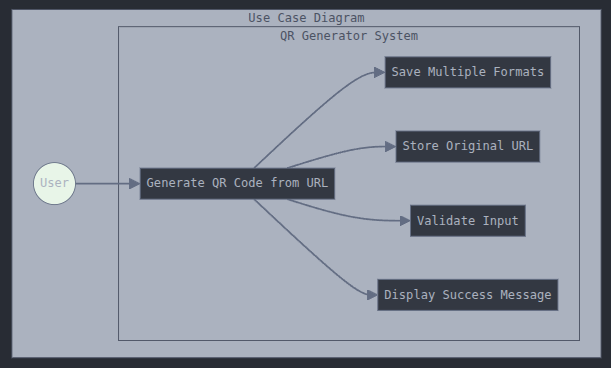 Use Case Diagram
QR Generator System
Save Multiple Formats
Store Original URL
User
Generate QR Code from URL
Validate Input
Display Success Message